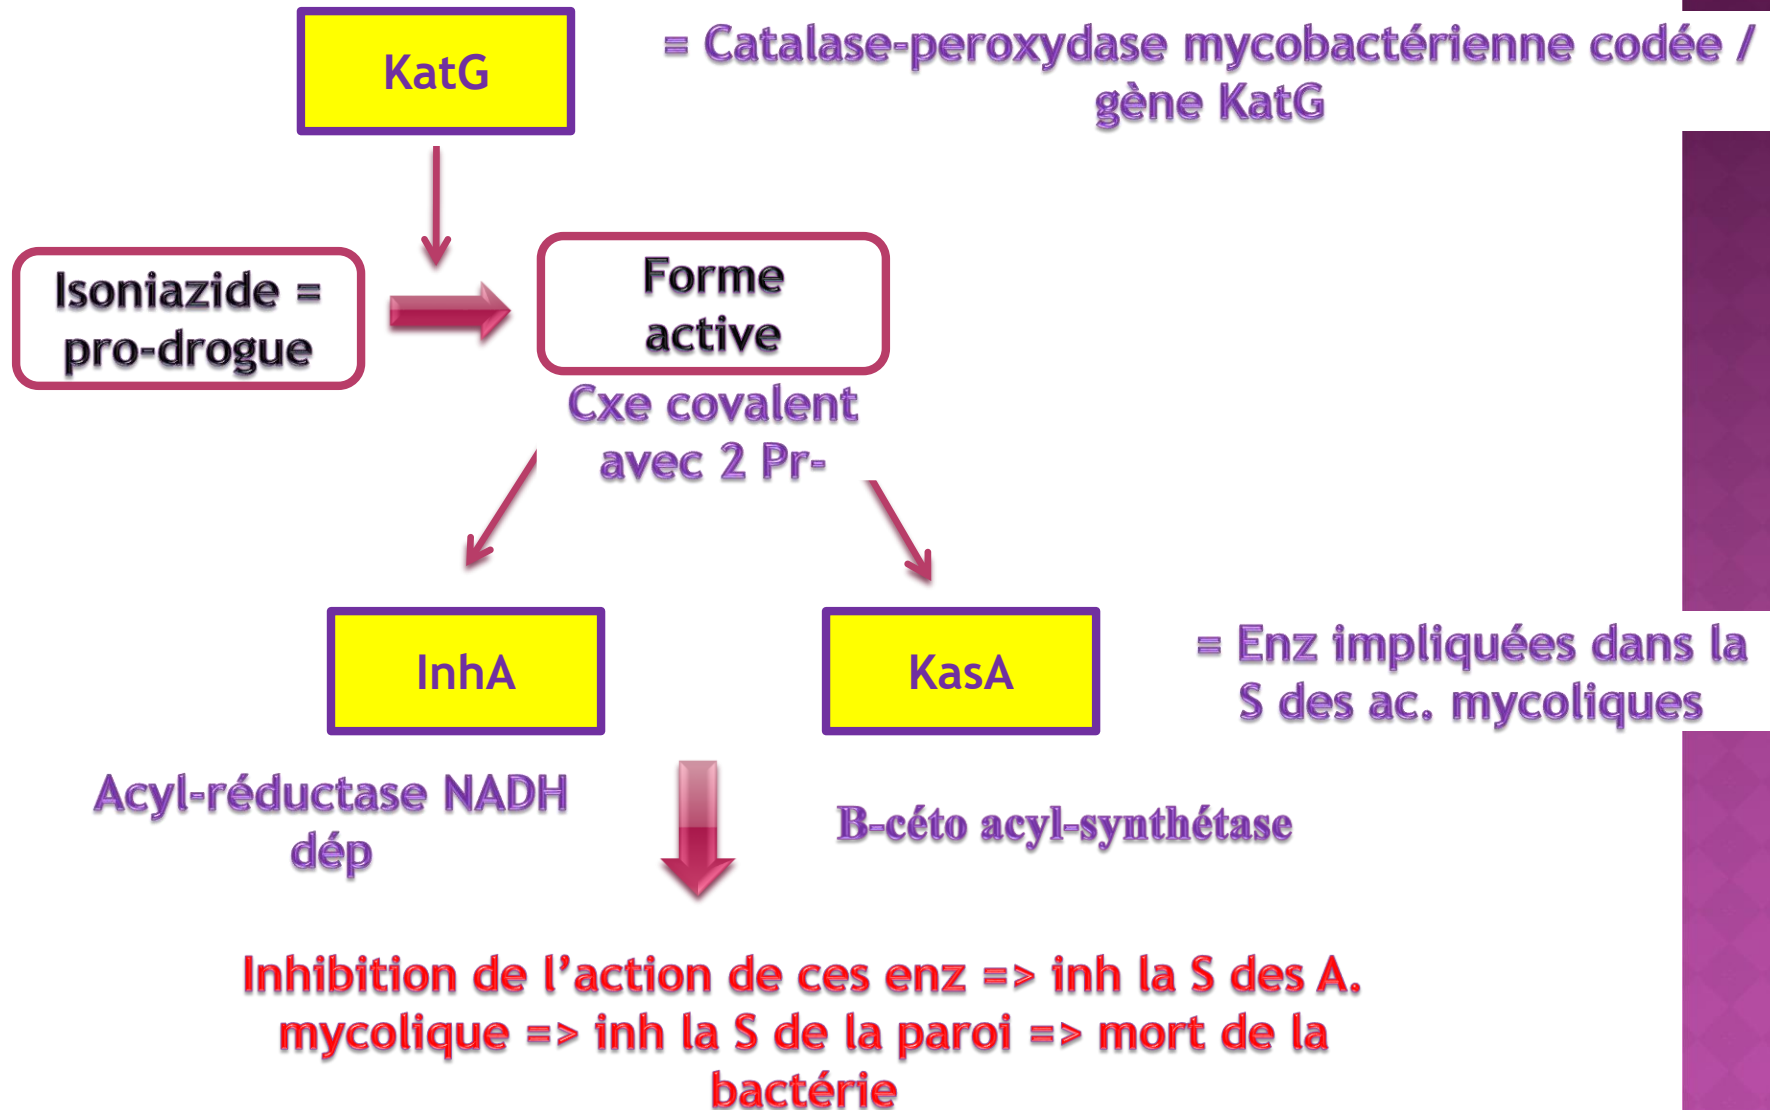 KatG
= Catalase-peroxydase mycobactérienne codée /
gène KatG
Isoniazide =
pro-drogue
Forme
active
Cxe covalent
avec 2 Pr-
InhA
KasA
= Enz impliquées dans la
S des ac. mycoliques
Acyl-réductase NADH
dép
B-céto acyl-synthétase
Inhibition de l’action de ces enz => inh la S des A.
mycolique => inh la S de la paroi => mort de la
bactérie